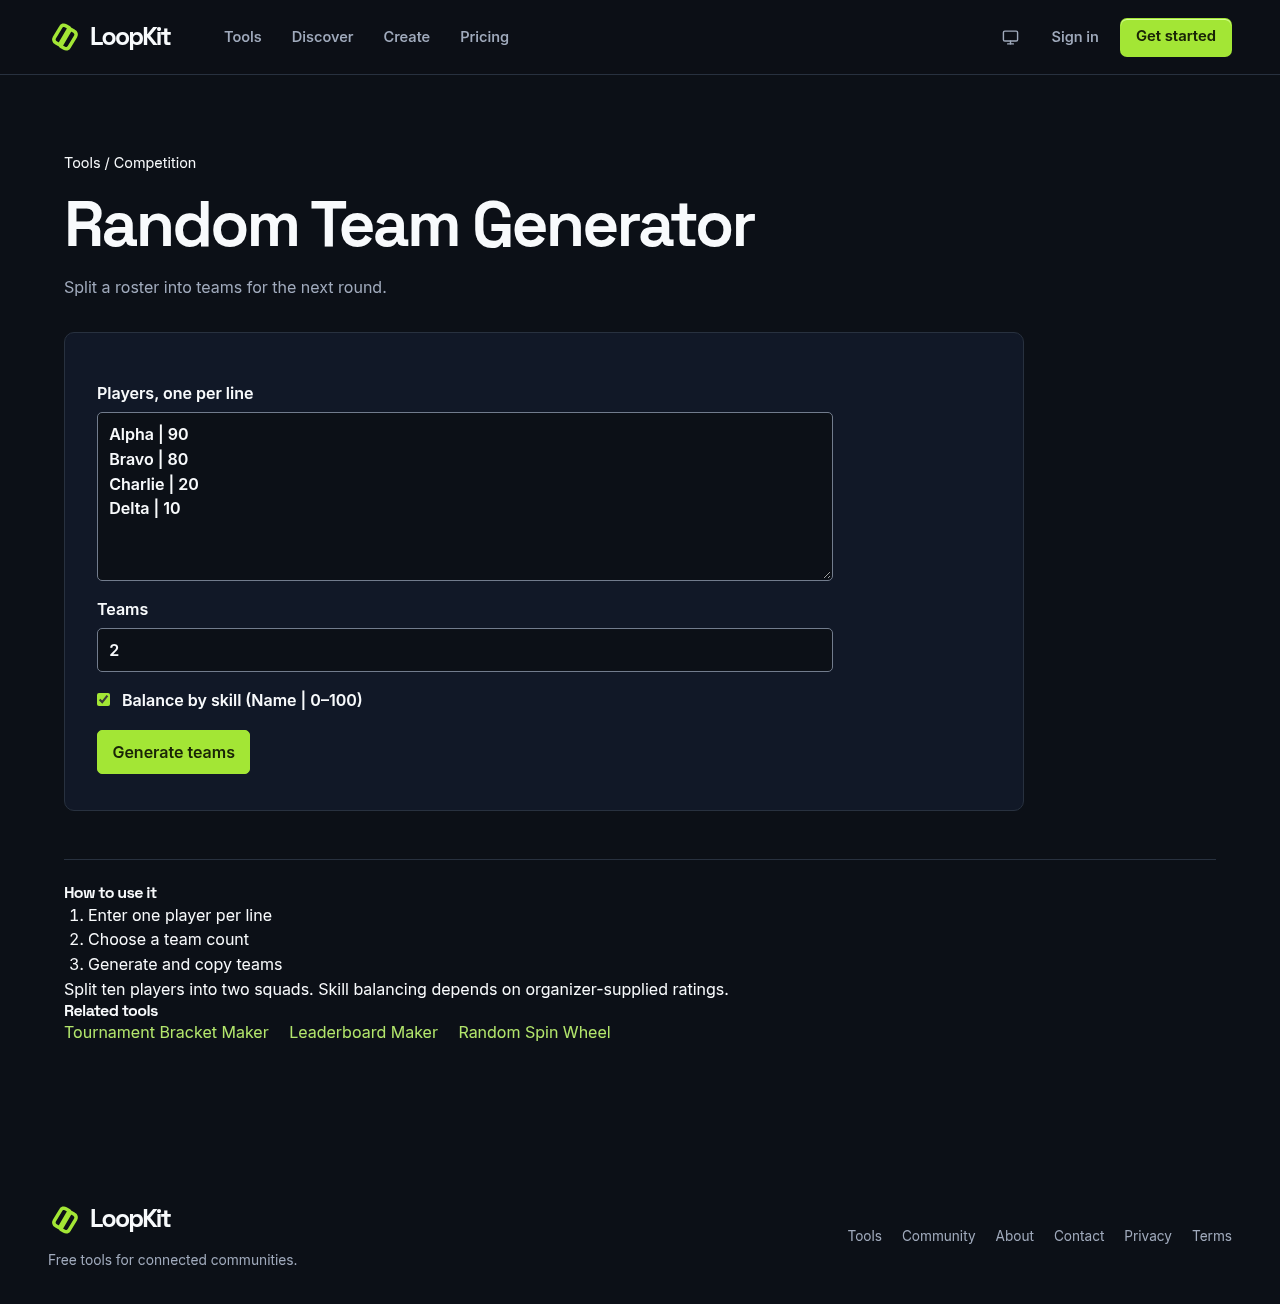 LoopKit
Tools
Discover
Create
Pricing
Sign in
Get started
Tools / Competition
Random Team Generator
Split a roster into teams for the next round.
Players, one per line
Alpha | 90
Bravo | 80
Charlie | 20
Delta | 10
Teams
2
Balance by skill (Name | 0–100)
Generate teams
How to use it
1. Enter one player per line
2. Choose a team count
3. Generate and copy teams
Split ten players into two squads. Skill balancing depends on organizer-supplied ratings.
Related tools
Tournament Bracket Maker Leaderboard Maker Random Spin Wheel
LoopKit
Free tools for connected communities.
Tools Community About Contact Privacy Terms